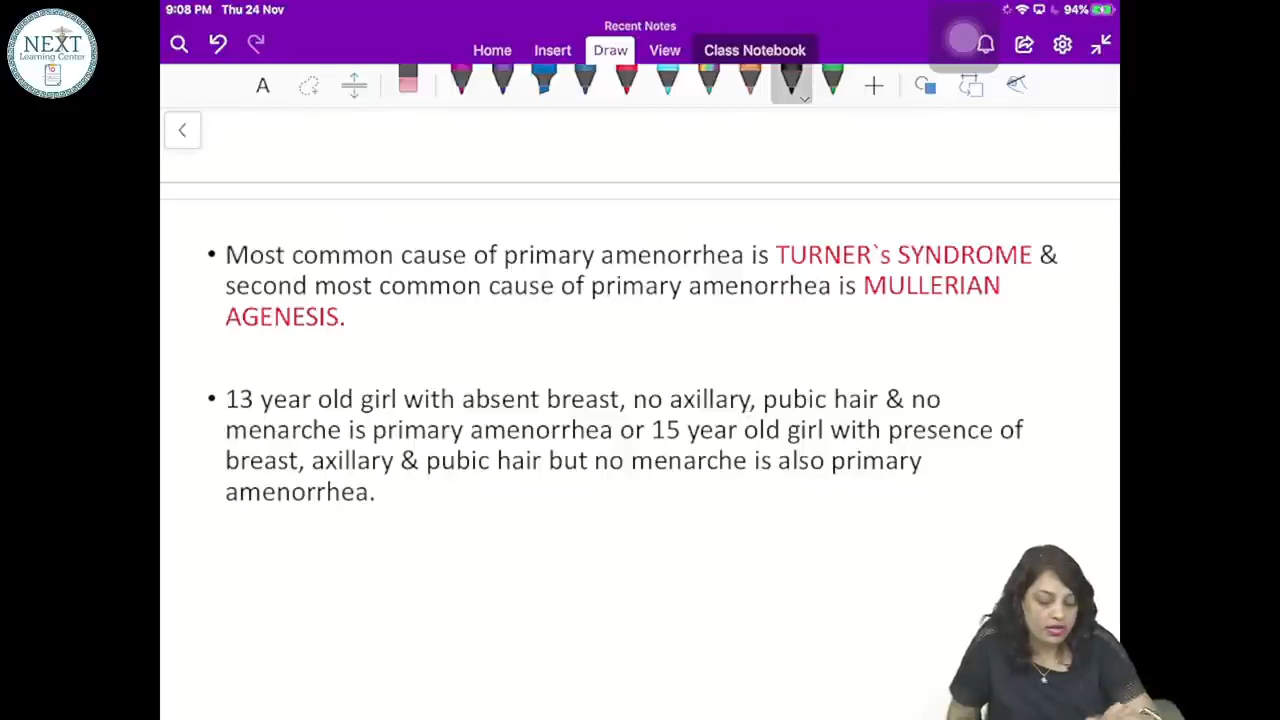 9:08 PM Thu 24 Nov
94%
NEXT
Learning Center
Recent Notes
Home Insert Draw View Class Notebook
A
• Most common cause of primary amenorrhea is TURNER`s SYNDROME &
second most common cause of primary amenorrhea is MULLERIAN
AGENESIS.
• 13 year old girl with absent breast, no axillary, pubic hair & no
menarche is primary amenorrhea or 15 year old girl with presence of
breast, axillary & pubic hair but no menarche is also primary
amenorrhea.